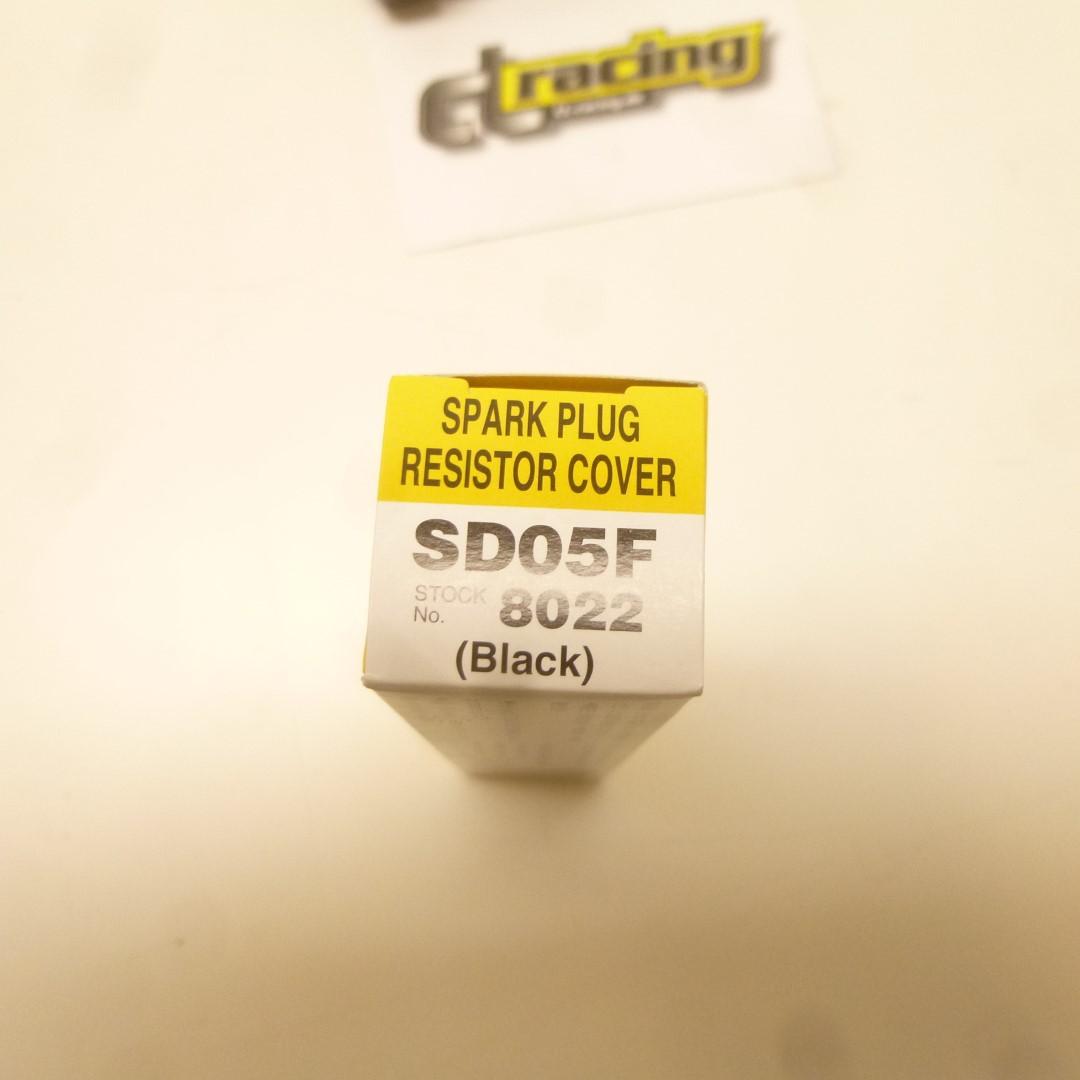 racing
SPARK PLUG
RESISTOR COVER
SD05F
STOCK
No. 8022
(Black)